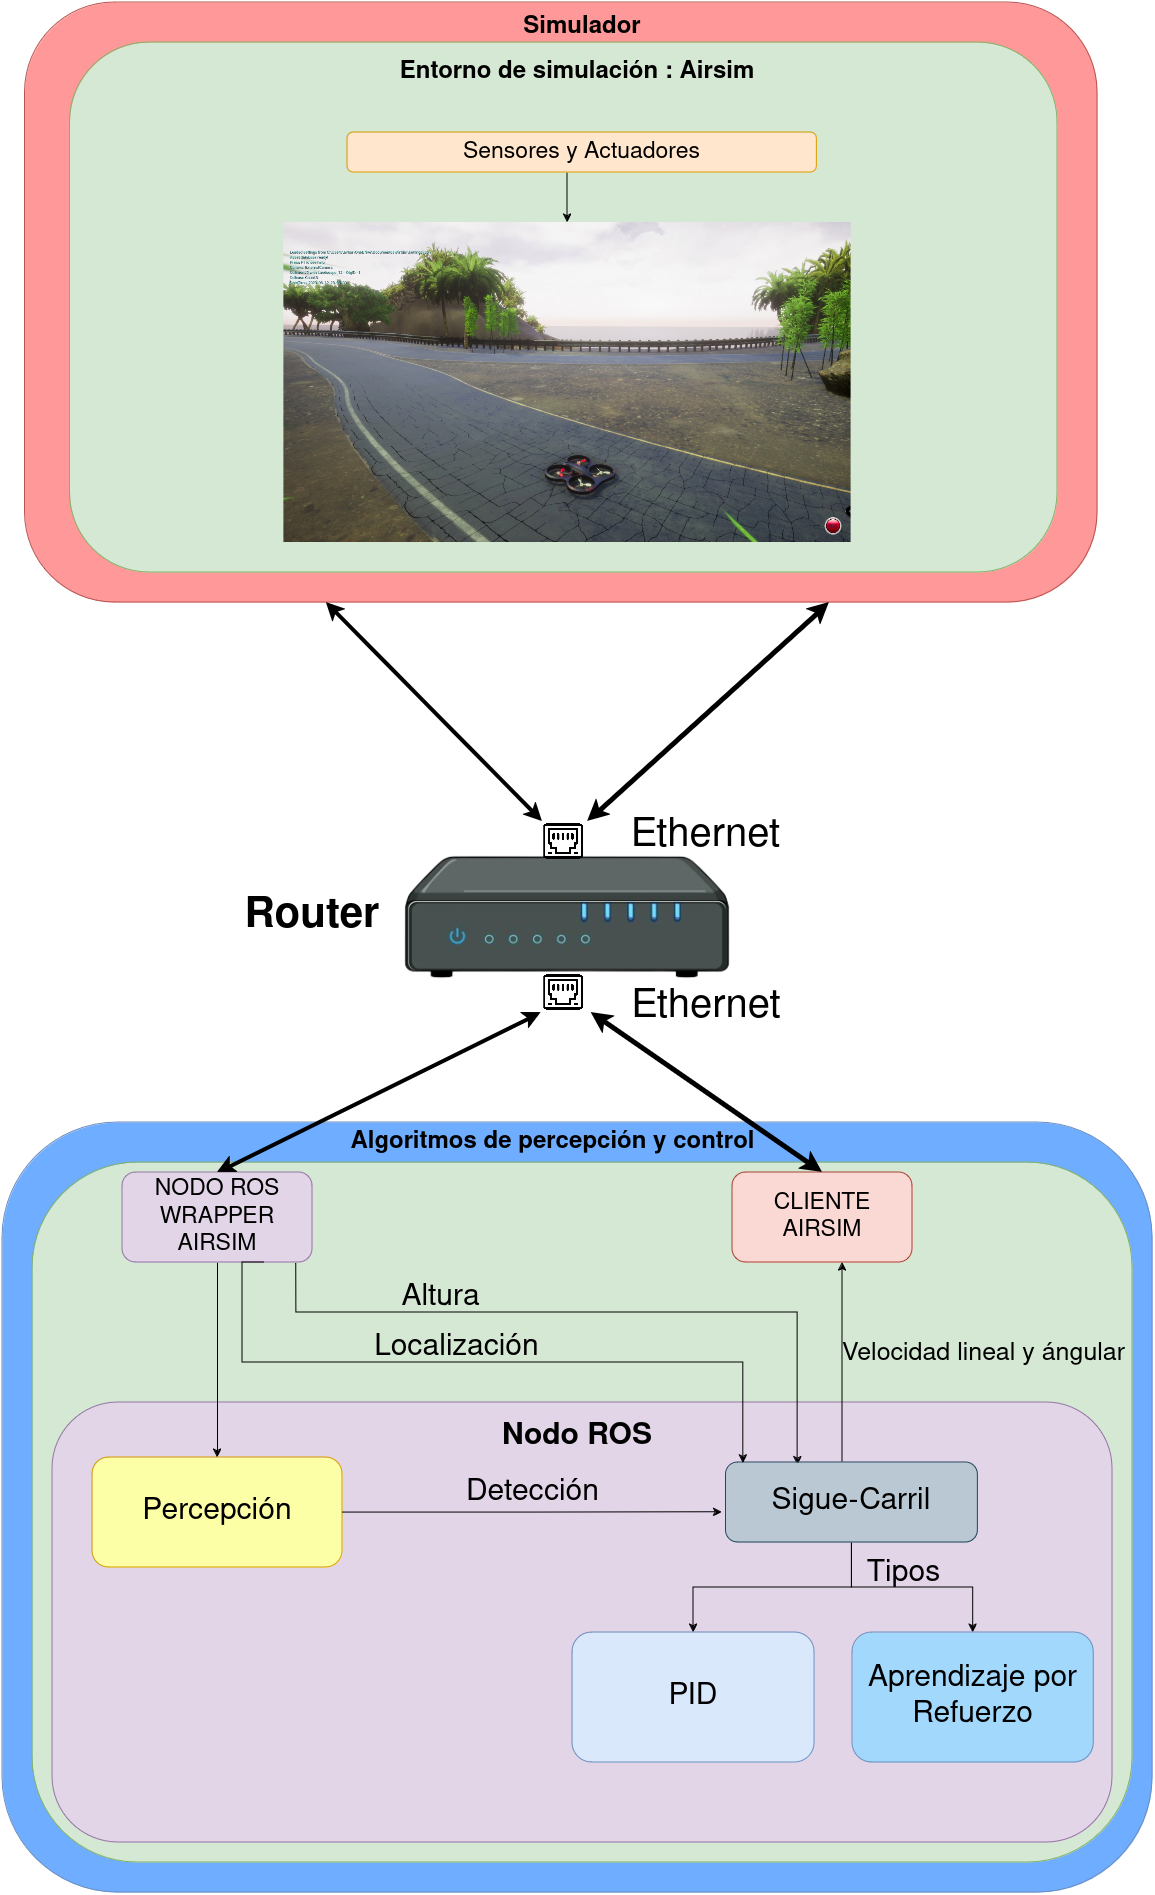 Simulador
Entorno de simulación : Airsim
Sensores y Actuadores
Ethernet
Router
Ethernet
Algoritmos de percepción y control
NODO ROS
WRAPPER
AIRSIM
CLIENTE
AIRSIM
Altura
Localización
Velocidad lineal y ángular
Nodo ROS
Percepción
Detección
Sigue-Carril
Tipos
PID
Aprendizaje por
Refuerzo